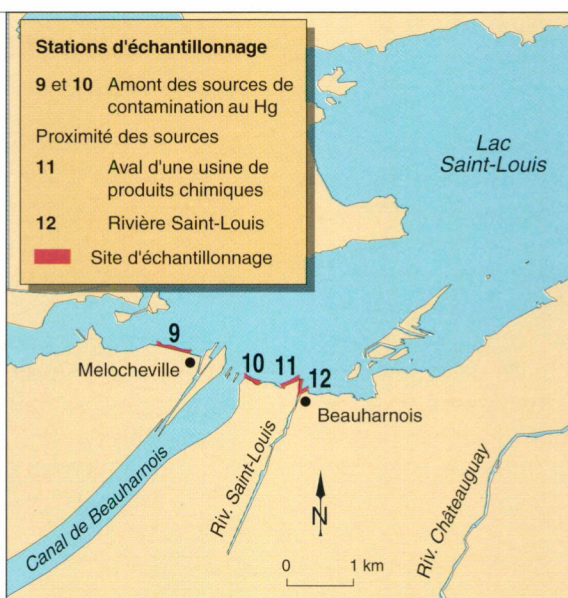 Stations d'échantillonnage
9 et 10 Amont des sources de
contamination au Hg
Proximité des sources
11 Aval d'une usine de
produits chimiques
12 Rivière Saint-Louis
Site d'échantillonnage
Lac
Saint-Louis
9
Melocheville
10
11
12
Beauharnois
Canal de Beauharnois
Riv. Saint-Louis
Riv. Châteauguay
N
0 1 km